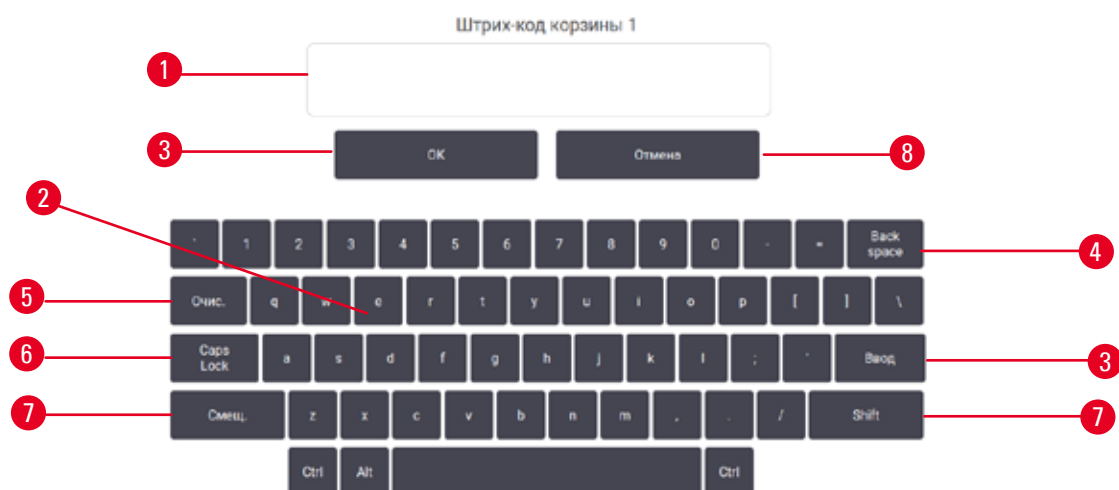 Штрих-код корзины 1
1
3 OK Отмена 8
2
` 1 2 3 4 5 6 7 8 9 0 - = Back space 4
5 Очис. q w e r t y u i o p [ ] \
6 Caps Lock a s d f g h j k l ; ' Ввод 3
7 Смещ. z x c v b n m , . / Shift 7
Ctrl Alt Ctrl